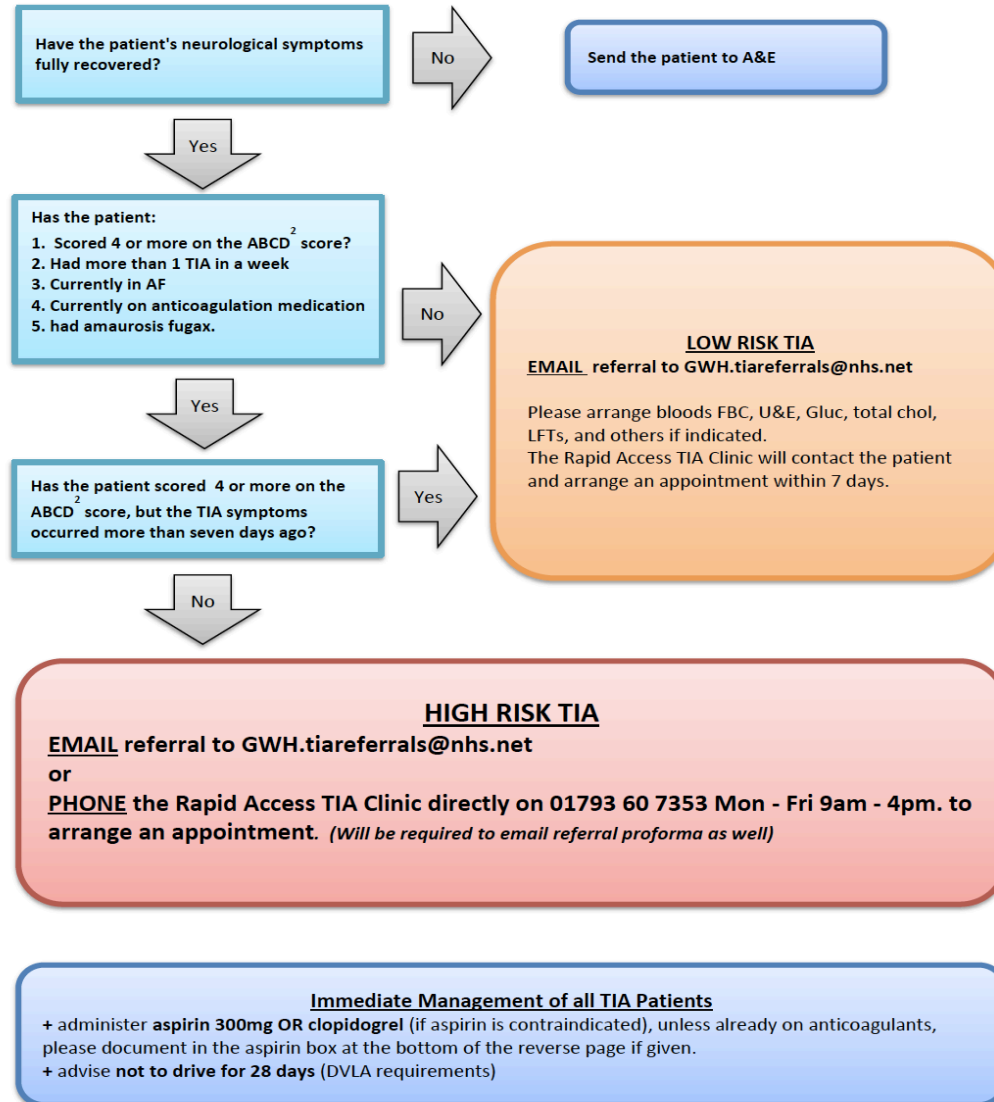 Have the patient's neurological symptoms
fully recovered?
No
Send the patient to A&E
Yes
Has the patient:
1. Scored 4 or more on the ABCD2 score?
2. Had more than 1 TIA in a week
3. Currently in AF
4. Currently on anticoagulation medication
5. had amaurosis fugax.
No
LOW RISK TIA
EMAIL referral to GWH.tiareferrals@nhs.net
Please arrange bloods FBC, U&E, Gluc, total chol,
LFTs, and others if indicated.
The Rapid Access TIA Clinic will contact the patient
and arrange an appointment within 7 days.
Yes
Has the patient scored 4 or more on the
ABCD2 score, but the TIA symptoms
occurred more than seven days ago?
Yes
No
HIGH RISK TIA
EMAIL referral to GWH.tiareferrals@nhs.net
or
PHONE the Rapid Access TIA Clinic directly on 01793 60 7353 Mon - Fri 9am - 4pm. to
arrange an appointment. (Will be required to email referral proforma as well)
Immediate Management of all TIA Patients
+ administer aspirin 300mg OR clopidogrel (if aspirin is contraindicated), unless already on anticoagulants,
please document in the aspirin box at the bottom of the reverse page if given.
+ advise not to drive for 28 days (DVLA requirements)